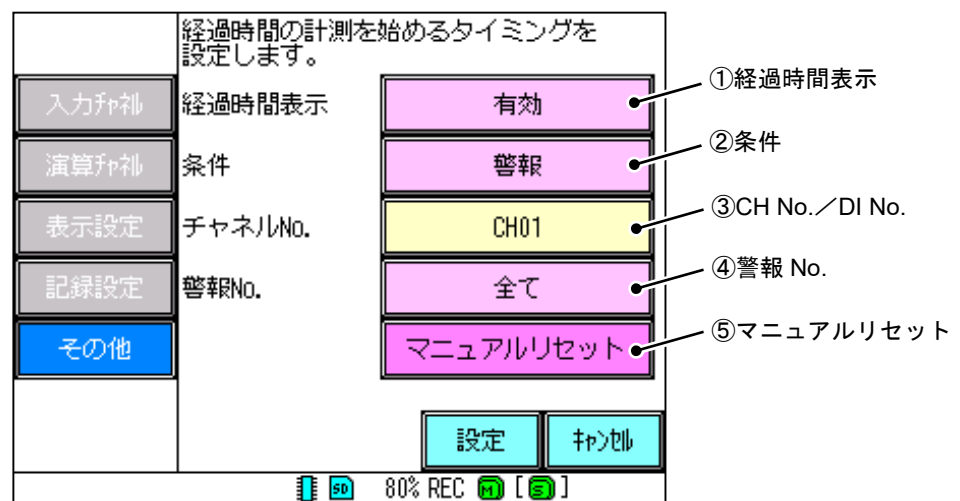 経過時間の計測を始めるタイミングを
設定します。
入力ﾁｬﾈﾙ
経過時間表示
有効
①経過時間表示
演算ﾁｬﾈﾙ
条件
警報
②条件
表示設定
チャネルNo.
CH01
③CH No.／DI No.
記録設定
警報No.
全て
④警報 No.
その他
マニュアルリセット
⑤マニュアルリセット
設定
ｷｬﾝｾﾙ
SD 80% REC M [S]